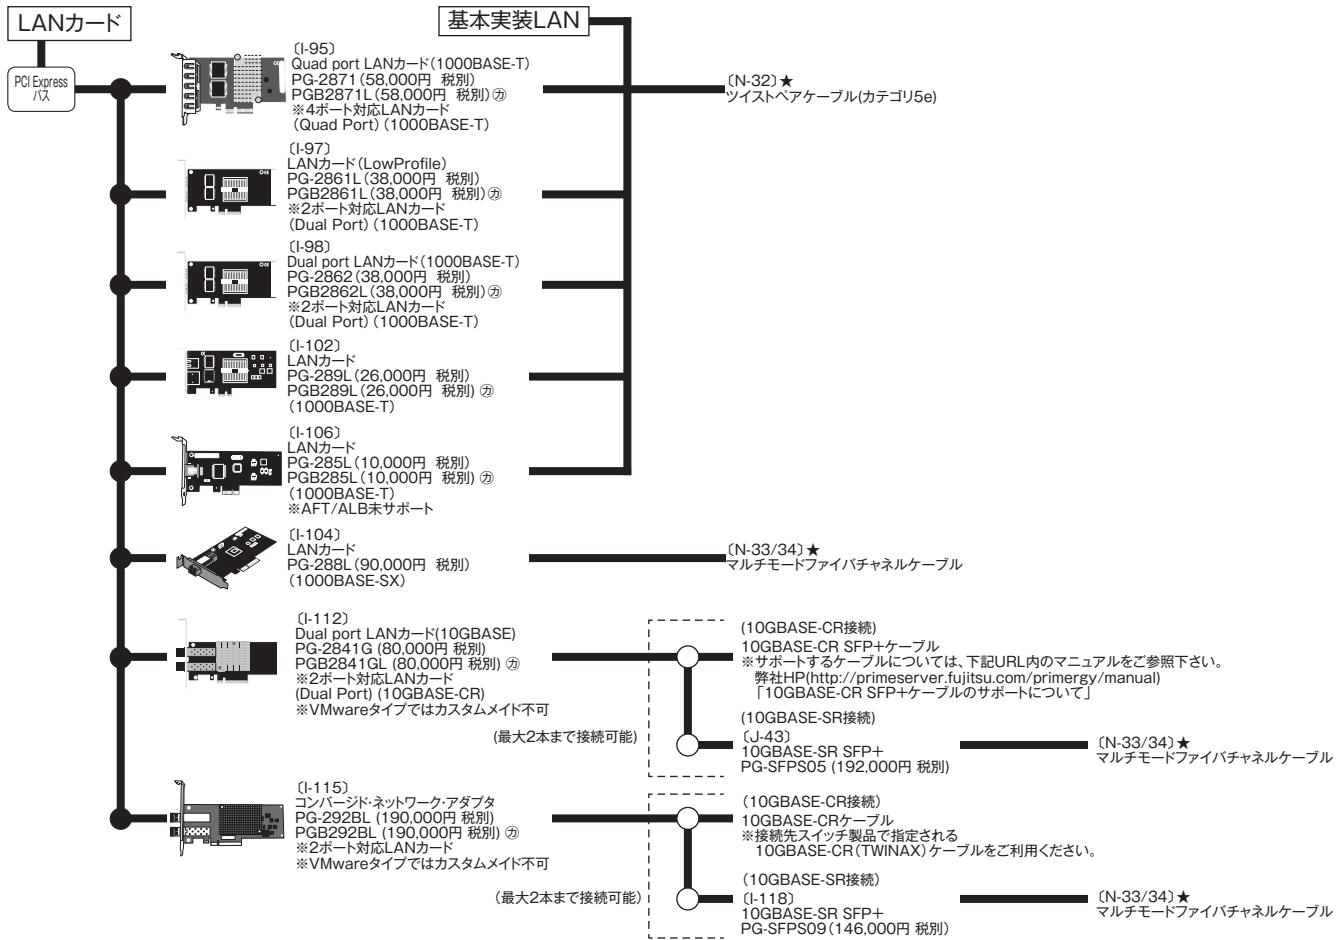 LANカード
基本実装LAN
PCI Express
バス
〔I-95〕
Quad port LANカード(1000BASE-T)
PG-2871(58,000円 税別)
PGB2871L(58,000円 税別)㋕
※4ポート対応LANカード
(Quad Port)(1000BASE-T)
〔N-32〕★
ツイストペアケーブル(カテゴリ5e)
〔I-97〕
LANカード(LowProfile)
PG-2861L(38,000円 税別)
PGB2861L(38,000円 税別)㋕
※2ポート対応LANカード
(Dual Port)(1000BASE-T)
〔I-98〕
Dual port LANカード(1000BASE-T)
PG-2862(38,000円 税別)
PGB2862L(38,000円 税別)㋕
※2ポート対応LANカード
(Dual Port)(1000BASE-T)
〔I-102〕
LANカード
PG-289L(26,000円 税別)
PGB289L(26,000円 税別)㋕
(1000BASE-T)
〔I-106〕
LANカード
PG-285L(10,000円 税別)
PGB285L(10,000円 税別)㋕
(1000BASE-T)
※AFT/ALB未サポート
〔I-104〕
LANカード
PG-288L(90,000円 税別)
(1000BASE-SX)
〔N-33/34〕★
マルチモードファイバチャネルケーブル
〔I-112〕
Dual port LANカード(10GBASE)
PG-2841G (80,000円 税別)
PGB2841GL (80,000円 税別)㋕
※2ポート対応LANカード
(Dual Port) (10GBASE-CR)
※VMwareタイプではカスタムメイド不可
(最大2本まで接続可能)
(10GBASE-CR接続)
10GBASE-CR SFP+ケーブル
※サポートするケーブルについては、下記URL内のマニュアルをご参照下さい。
弊社HP(http://primeserver.fujitsu.com/primergy/manual)
「10GBASE-CR SFP+ケーブルのサポートについて」
(10GBASE-SR接続)
〔J-43〕
10GBASE-SR SFP+
PG-SFPS05 (192,000円 税別)
〔N-33/34〕★
マルチモードファイバチャネルケーブル
〔I-115〕
コンバージド・ネットワーク・アダプタ
PG-292BL (190,000円 税別)
PGB292BL (190,000円 税別)㋕
※2ポート対応LANカード
※VMwareタイプではカスタムメイド不可
(最大2本まで接続可能)
(10GBASE-CR接続)
10GBASE-CRケーブル
※接続先スイッチ製品で指定される
10GBASE-CR(TWINAX)ケーブルをご利用ください。
(10GBASE-SR接続)
〔I-118〕
10GBASE-SR SFP+
PG-SFPS09(146,000円 税別)
〔N-33/34〕★
マルチモードファイバチャネルケーブル